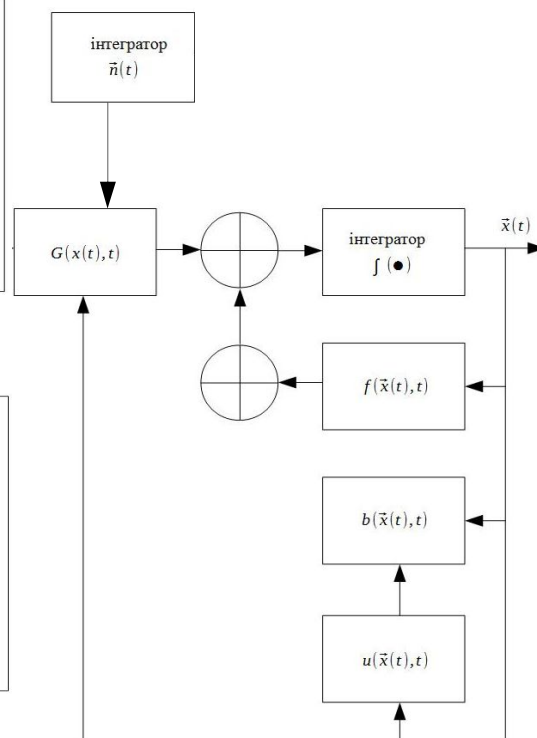 інтегратор
n⃗(t)
G(x(t),t)
інтегратор
∫ (●)
x⃗(t)
f(x⃗(t),t)
b(x⃗(t),t)
u(x⃗(t),t)